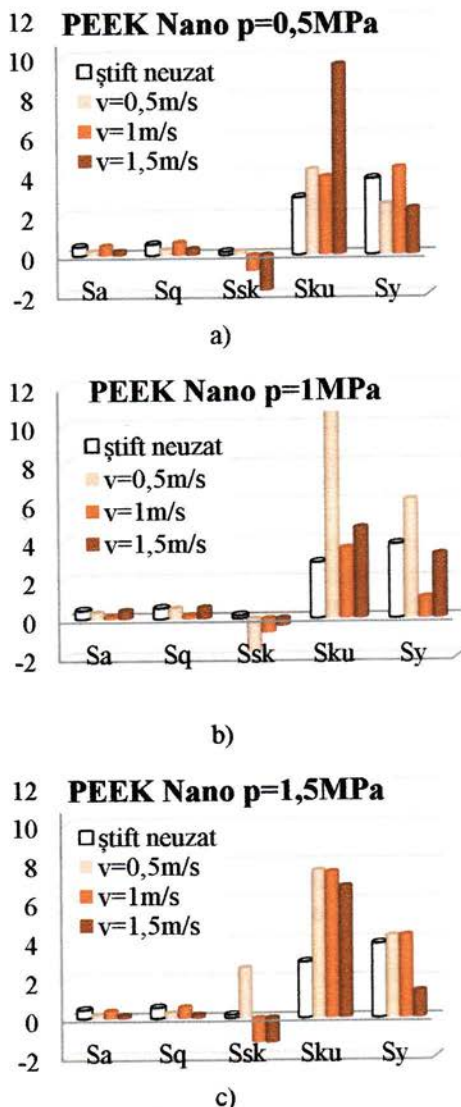 PEEK Nano p=0,5MPa
12
10
8
6
4
2
0
-2
știft neuzat
v=0,5m/s
v=1m/s
v=1,5m/s
Sa Sq Ssk Sku Sy
a)
PEEK Nano p=1MPa
12
10
8
6
4
2
0
-2
știft neuzat
v=0,5m/s
v=1m/s
v=1,5m/s
Sa Sq Ssk Sku Sy
b)
PEEK Nano p=1,5MPa
12
10
8
6
4
2
0
-2
știft neuzat
v=0,5m/s
v=1m/s
v=1,5m/s
Sa Sq Ssk Sku Sy
c)